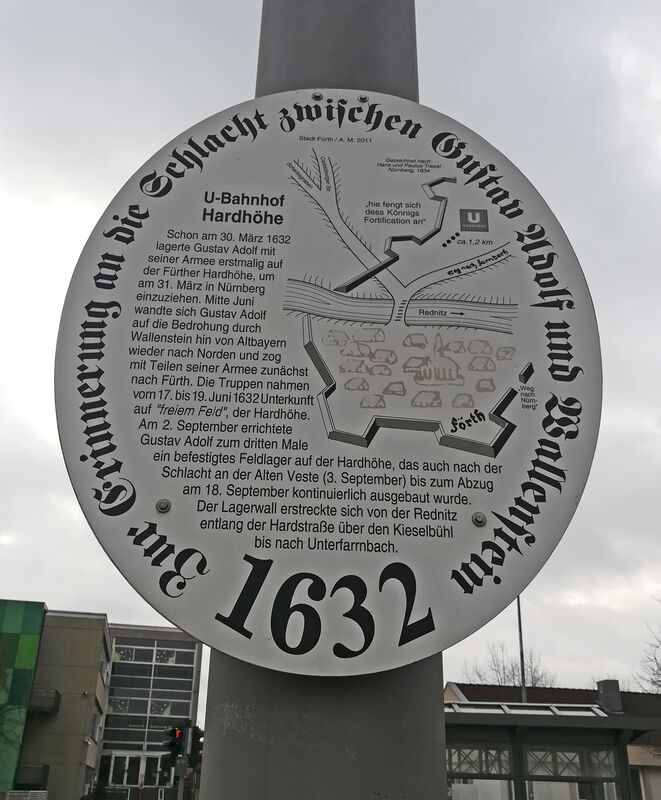 Zur Erinnerung an die Schlacht zwischen Gustav Adolf und Wallenstein
Stadt Fürth / A. M. 2011
Gezeichnet nach:
Hans und Paulus Trexel
Nürnberg, 1634
U-Bahnhof
Hardhöhe
„hie fengt sich
dess Königs
Fortification an"
U
HARDHÖHE
ca.1,2 km
Weg nach farnbach
Rednitz
Schon am 30. März 1632
lagerte Gustav Adolf mit
seiner Armee erstmalig auf
der Fürther Hardhöhe, um
am 31. März in Nürnberg
einzuziehen. Mitte Juni
wandte sich Gustav Adolf
auf die Bedrohung durch
Wallenstein hin von Altbayern
wieder nach Norden und zog
mit Teilen seiner Armee zunächst
nach Fürth. Die Truppen nahmen
vom 17. bis 19. Juni 1632 Unterkunft
auf "freiem Feld", der Hardhöhe.
Am 2. September errichtete
Gustav Adolf zum dritten Male
ein befestigtes Feldlager auf der Hardhöhe, das auch nach der
Schlacht an der Alten Veste (3. September) bis zum Abzug
am 18. September kontinuierlich ausgebaut wurde.
Der Lagerwall erstreckte sich von der Rednitz
entlang der Hardstraße über den Kieselbühl
bis nach Unterfarrnbach.
„Weg
nach
Nürn-
berg"
förth
1632